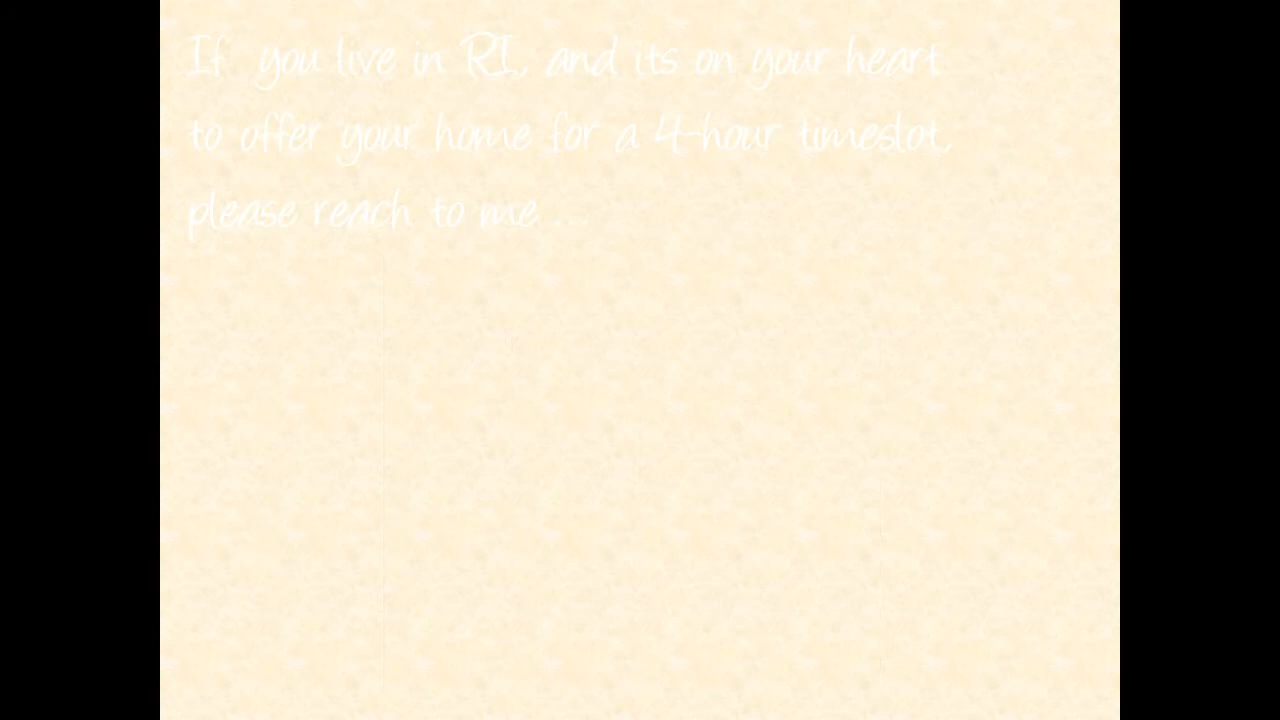 If you live in RI, and its on your heart
to offer your home for a 4-hour timeslot,
please reach to me .